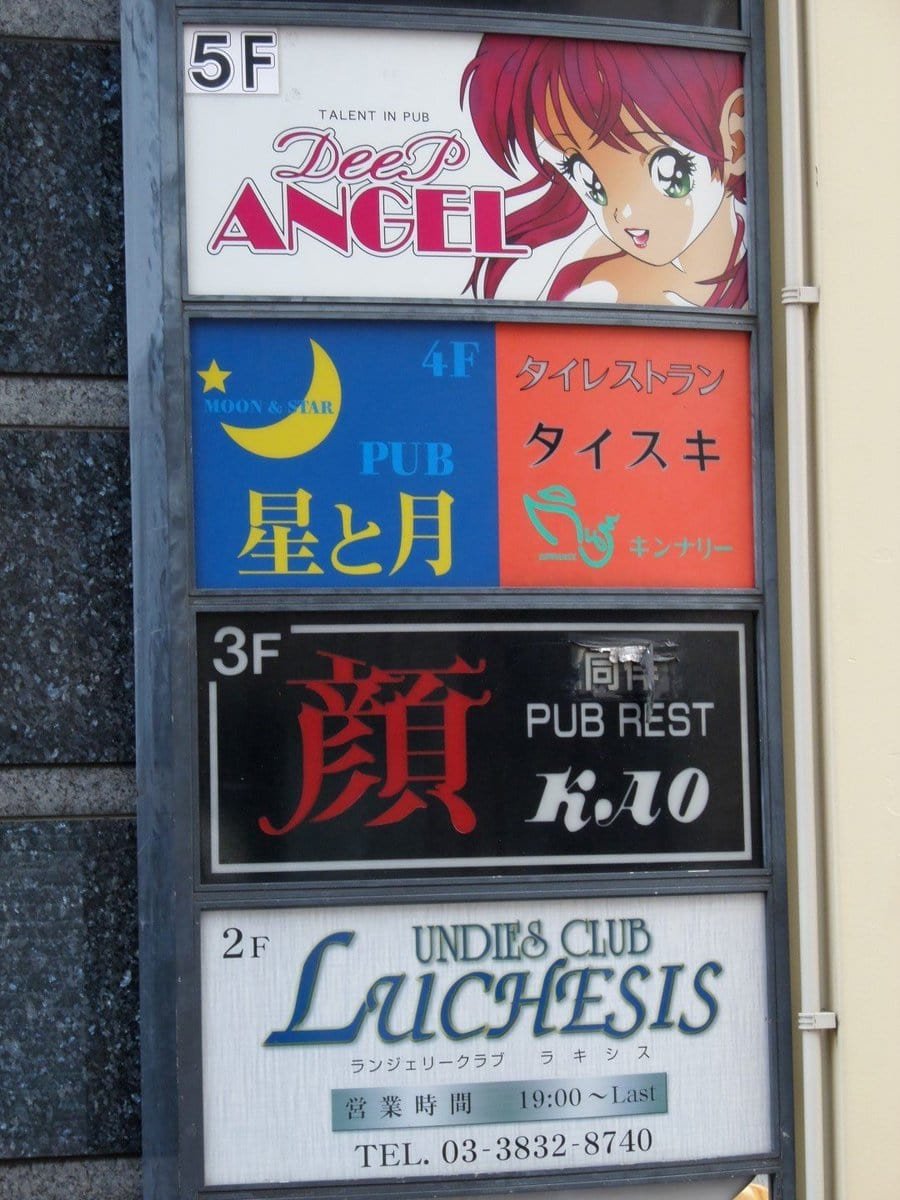 5F
TALENT IN PUB
DeeP
ANGEL
4F
MOON & STAR
PUB
星と月
タイレストラン
タイスキ
キンナリー
3F
顔
同伴
PUB REST
KAO
2F
UNDIES CLUB
LUCHESIS
ランジェリークラブ ラキシス
営業時間 19:00～Last
TEL. 03-3832-8740